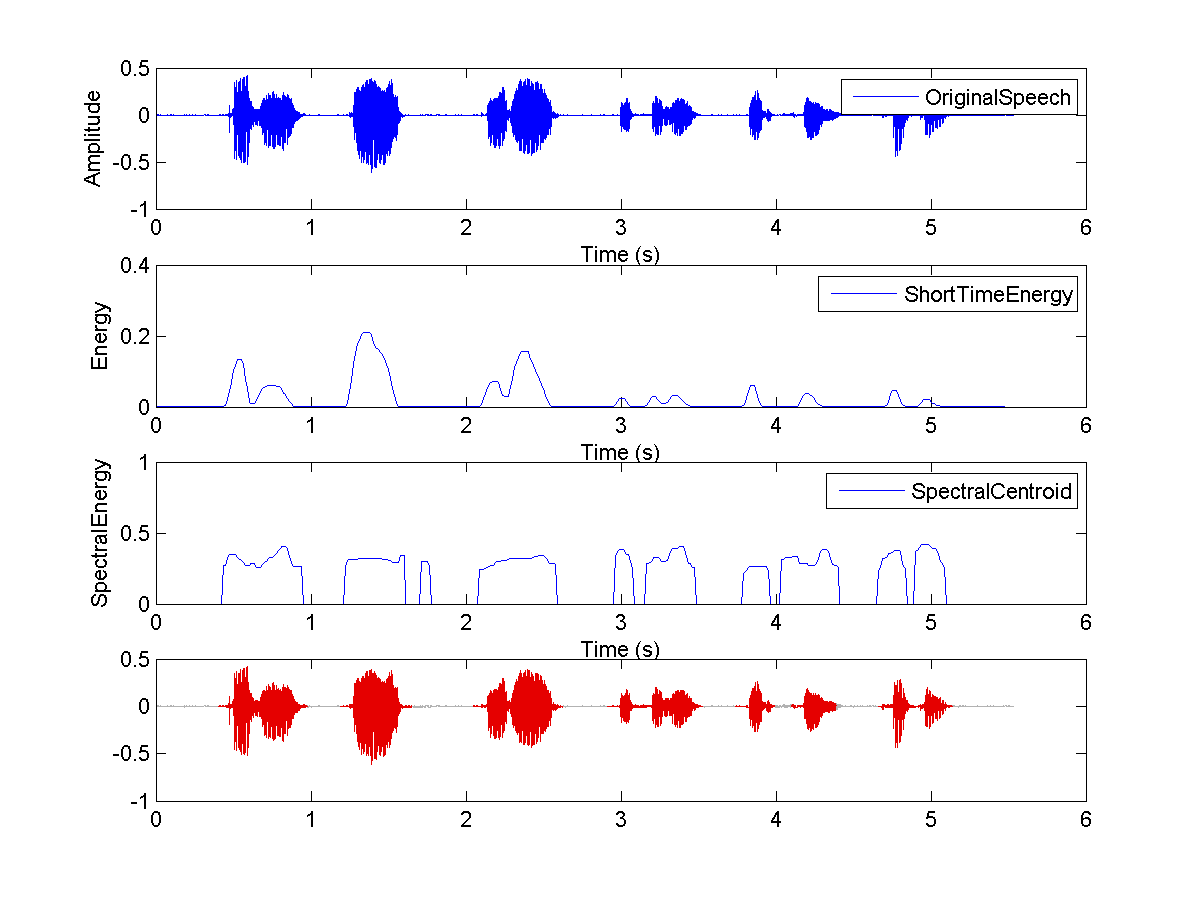 0.5
0
-0.5
-1
Amplitude
OriginalSpeech
0 1 2 3 4 5 6
Time (s)
0.4
0.2
0
Energy
ShortTimeEnergy
0 1 2 3 4 5 6
Time (s)
1
0.5
0
SpectralEnergy
SpectralCentroid
0 1 2 3 4 5 6
Time (s)
0.5
0
-0.5
-1
0 1 2 3 4 5 6